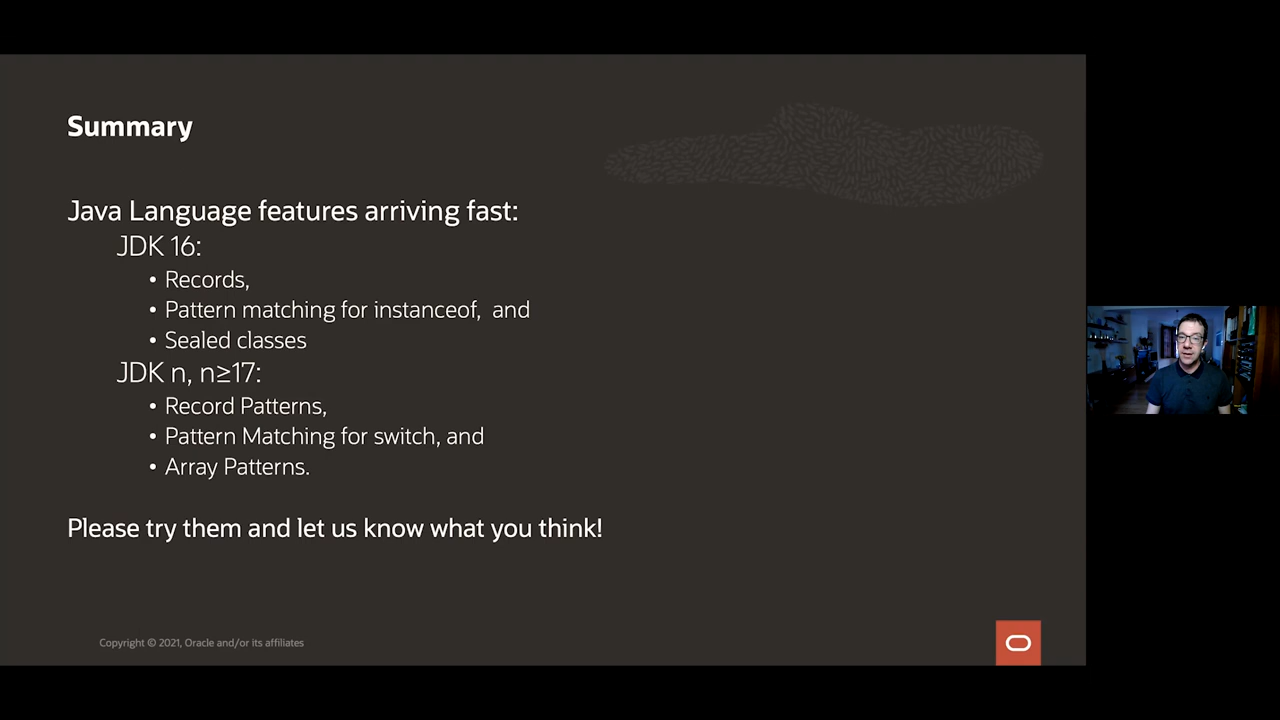 Summary
Java Language features arriving fast:
JDK 16:
• Records,
• Pattern matching for instanceof, and
• Sealed classes
JDK n, n≥17:
• Record Patterns,
• Pattern Matching for switch, and
• Array Patterns.
Please try them and let us know what you think!
Copyright © 2021, Oracle and/or its affiliates